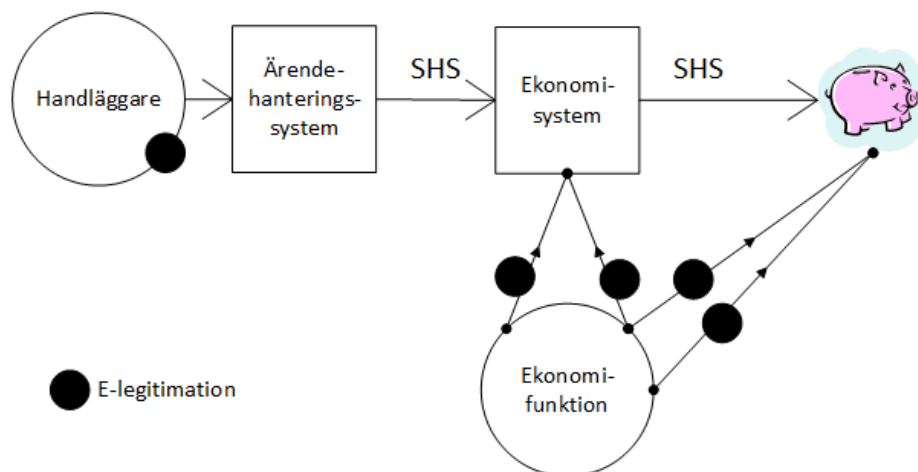 Handläggare
Ärende-
hanterings-
system
SHS
Ekonomi-
system
SHS
Ekonomi-
funktion
E-legitimation